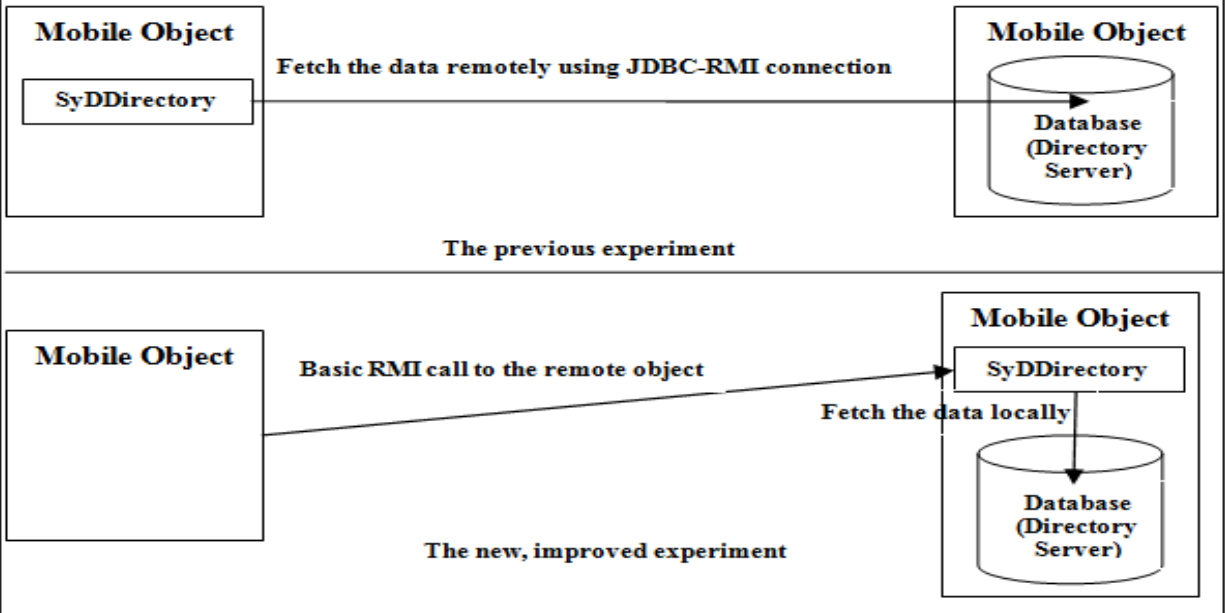 Mobile Object
Mobile Object
Fetch the data remotely using JDBC-RMI connection
SyDDirectory
Database
(Directory
Server)
The previous experiment
Mobile Object
Mobile Object
Basic RMI call to the remote object
SyDDirectory
Fetch the data locally
Database
(Directory
Server)
The new, improved experiment